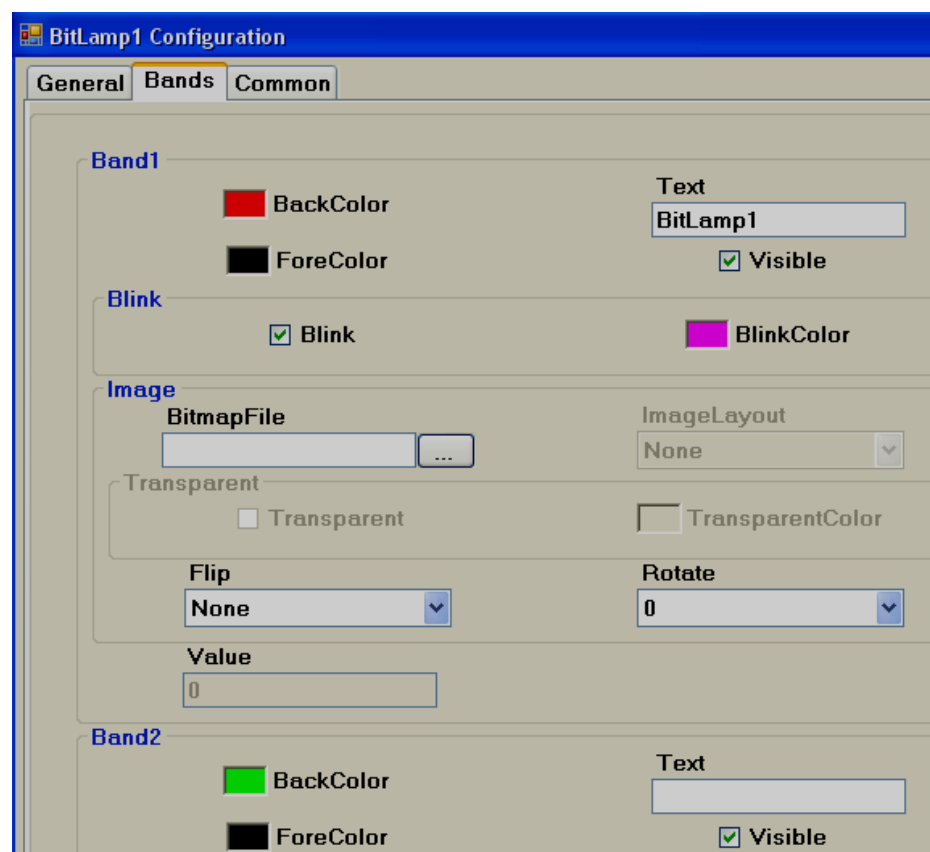 BitLamp1 Configuration
General Bands Common
Band1
BackColor
Text
BitLamp1
ForeColor
Visible
Blink
Blink
BlinkColor
Image
BitmapFile
ImageLayout
...
None
Transparent
Transparent
TransparentColor
Flip
Rotate
None
0
Value
0
Band2
BackColor
Text
ForeColor
Visible